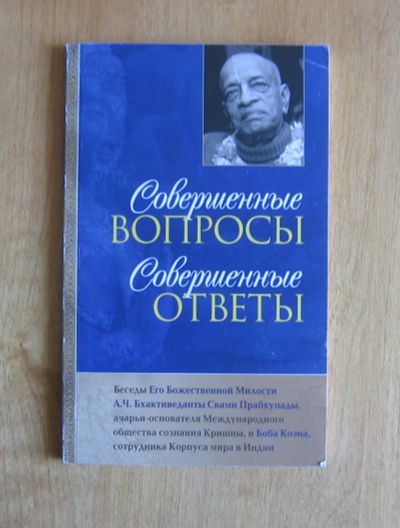 Совершенные
ВОПРОСЫ
Совершенные
ОТВЕТЫ
Беседы Его Божественной Милости
А.Ч. Бхактиведанты Свами Прабхупады,
ачарьи-основателя Международного
общества сознания Кришны, и Боба Коэна,
сотрудника Корпуса мира в Индии